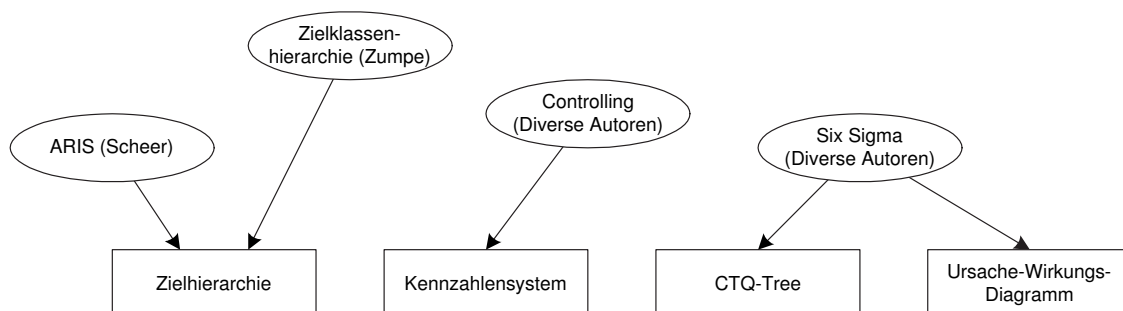 Zielklassen-
hierarchie (Zumpe)
ARIS (Scheer)
Controlling
(Diverse Autoren)
Six Sigma
(Diverse Autoren)
Zielhierarchie
Kennzahlensystem
CTQ-Tree
Ursache-Wirkungs-
Diagramm